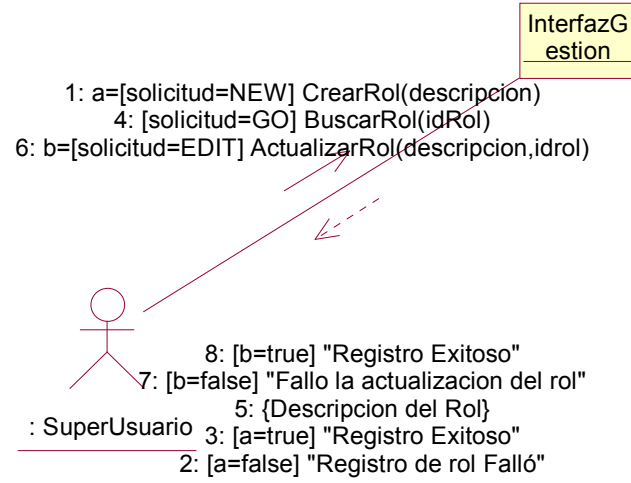 InterfazG
estion
1: a=[solicitud=NEW] CrearRol(descripcion)
4: [solicitud=GO] BuscarRol(idRol)
6: b=[solicitud=EDIT] ActualizarRol(descripcion,idrol)
8: [b=true] "Registro Exitoso"
7: [b=false] "Fallo la actualizacion del rol"
5: {Descripcion del Rol}
: SuperUsuario
3: [a=true] "Registro Exitoso"
2: [a=false] "Registro de rol Falló"